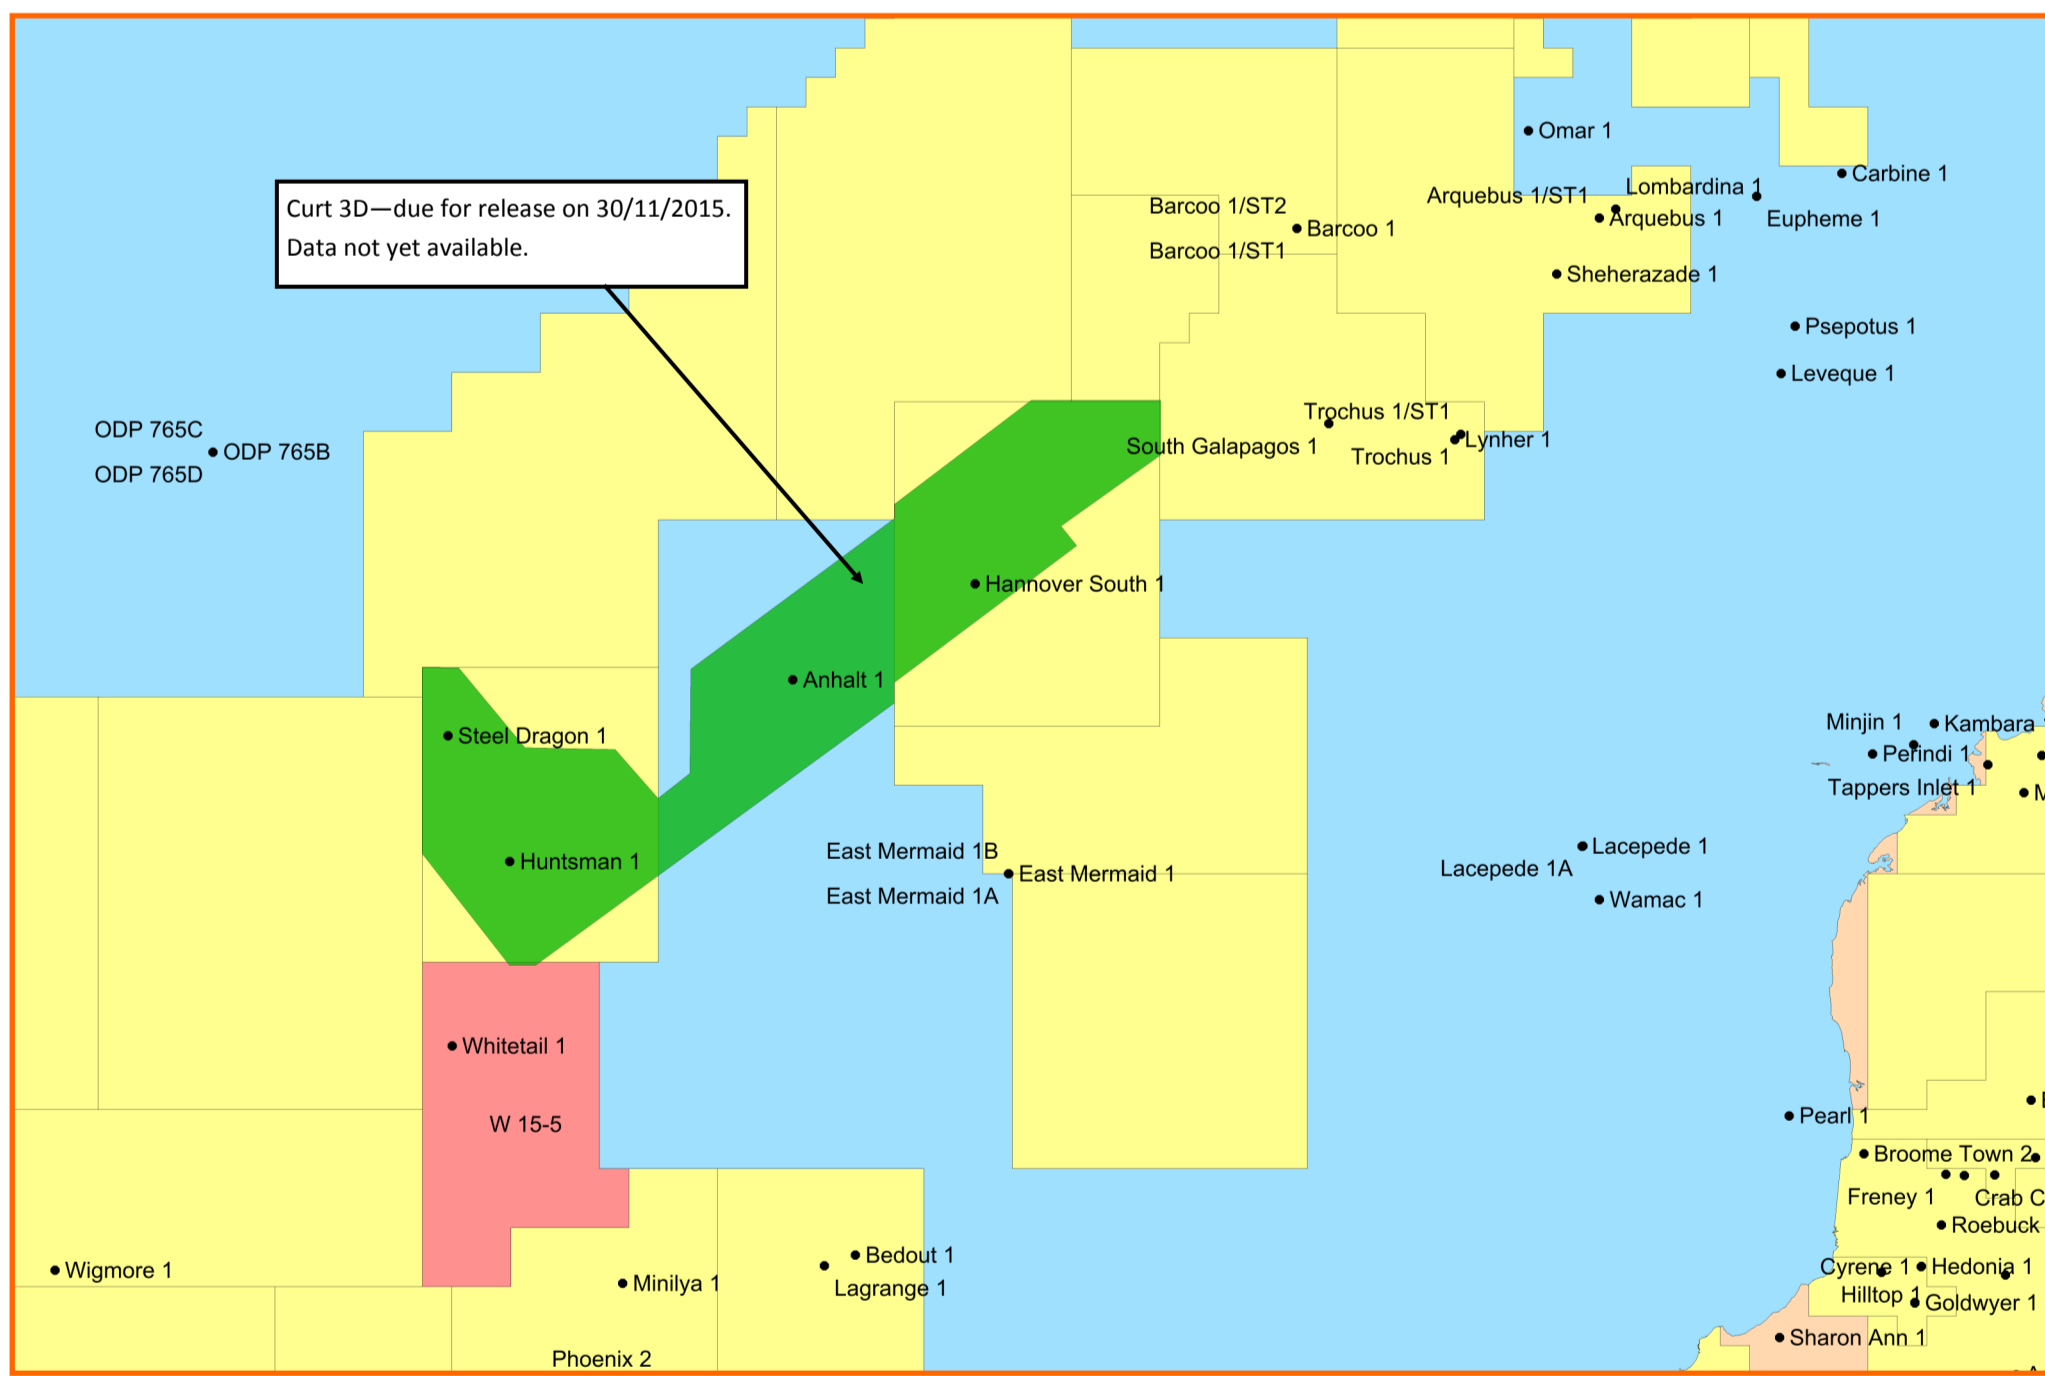 Omar 1
Carbine 1
Lombardina 1
Arquebus 1/ST1
Barcoo 1/ST2
Curt 3D—due for release on 30/11/2015.
Arquebus 1
Eupheme 1
Barcoo 1
Data not yet available.
Barcoo 1/ST1
Sheherazade 1
Psepotus 1
Leveque 1
Trochus 1/ST1
ODP 765C
Lynher 1
South Galapagos 1
ODP 765B
Trochus 1
ODP 765D
Hannover South 1
Anhalt 1
Minjin 1
Kambara
Steel Dragon 1
Perindi 1
Tappers Inlet 1
Lacepede 1
East Mermaid 1B
Huntsman 1
Lacepede 1A
East Mermaid 1
East Mermaid 1A
Wamac 1
Whitetail 1
Pearl 1
W 15-5
Broome Town 2
Freney 1
Crab C
Roebuck
Bedout 1
Cyrene 1
Hedonia 1
Wigmore 1
Minilya 1
Lagrange 1
Hilltop 1
Goldwyer 1
Sharon Ann 1
Phoenix 2